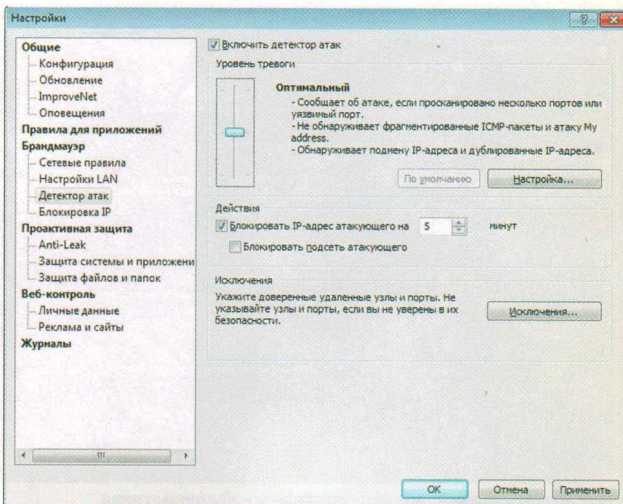 Настройки
Общие
Конфигурация
Обновление
ImproveNet
Оповещения
Правила для приложений
Брандмауэр
Сетевые правила
Настройки LAN
Детектор атак
Блокировка IP
Проактивная защита
Anti-Leak
Защита системы и приложени
Защита файлов и папок
Веб-контроль
Личные данные
Реклама и сайты
Журналы
Включить детектор атак
Уровень тревоги
Оптимальный
- Сообщает об атаке, если просканировано несколько портов или
уязвимый порт.
- Не обнаруживает фрагментированные ICMP-пакеты и атаку My
address.
- Обнаруживает подмену IP-адреса и дублированные IP-адреса.
По умолчанию
Настройка...
Действия
Блокировать IP-адрес атакующего на 5 минут
Блокировать подсеть атакующего
Исключения
Укажите доверенные удаленные узлы и порты. Не
указывайте узлы и порты, если вы не уверены в их
безопасности.
Исключения...
OK
Отмена
Применить